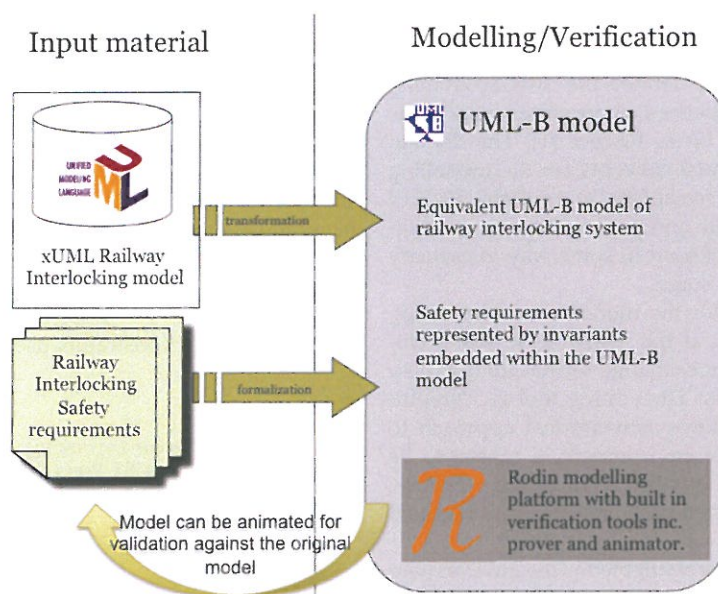 Input material
Modelling/Verification
UNIFIED
MODELING
LANGUAGE
UML
xUML Railway
Interlocking model
transformation
UML
B
UML-B model
Equivalent UML-B model of
railway interlocking system
Railway
Interlocking
Safety
requirements
formalization
Safety requirements
represented by invariants
embedded within the UML-B
model
R
Rodin modelling
platform with built in
verification tools inc.
prover and animator.
Model can be animated for
validation against the original
model